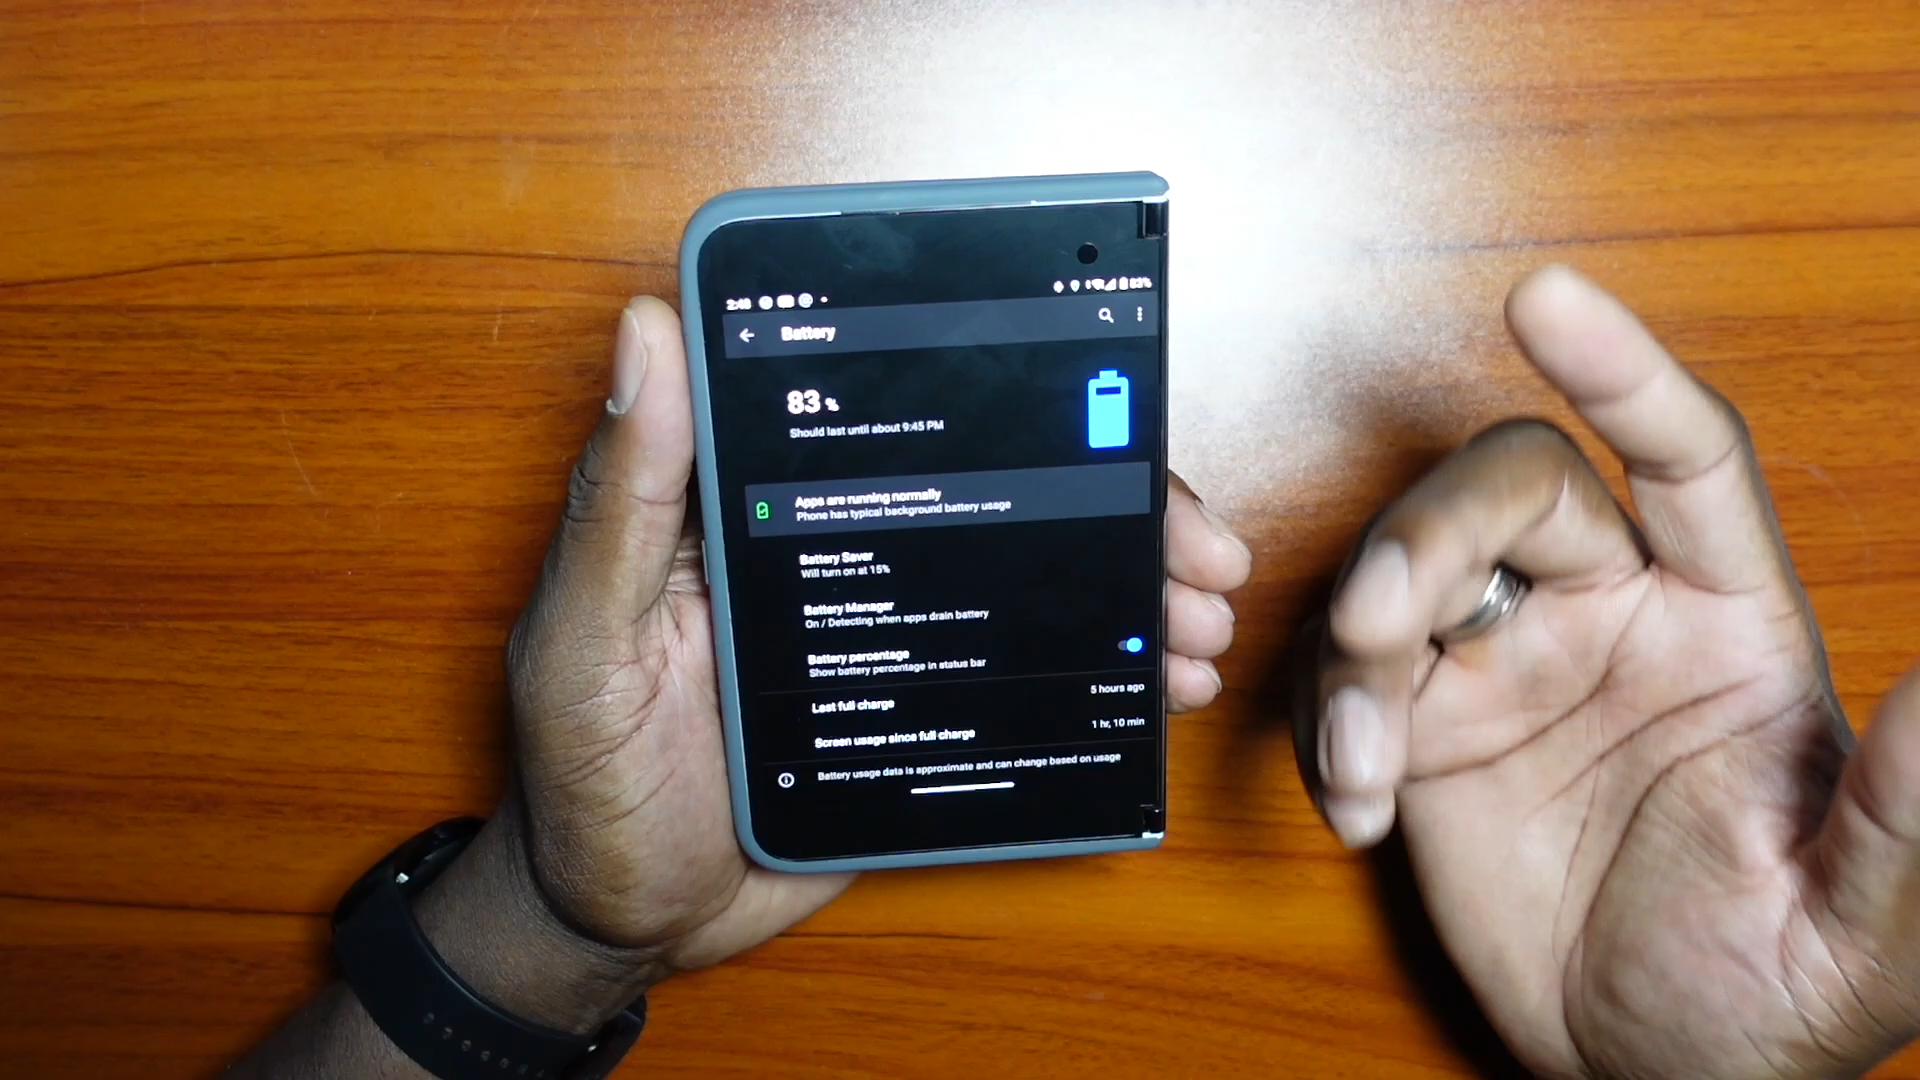 83%
Battery
83 %
Should last until about 9:45 PM
Apps are running normally
Phone has typical background battery usage
Battery Saver
Will turn on at 15%
Battery Manager
On / Detecting when apps drain battery
Battery percentage
Show battery percentage in status bar
Last full charge
5 hours ago
Screen usage since full charge
1 hr, 10 min
Battery usage data is approximate and can change based on usage